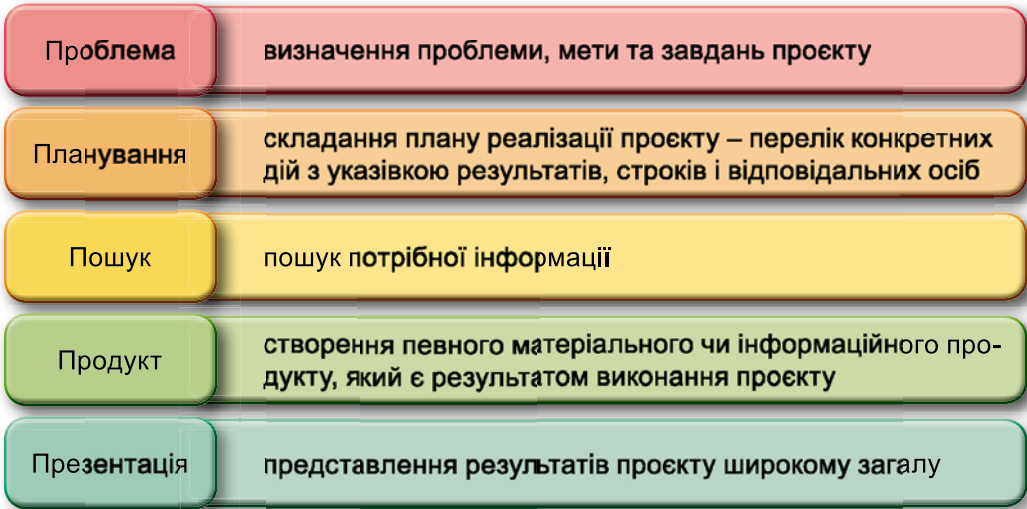 Проблема
визначення проблеми, мети та завдань проєкту
Планування
складання плану реалізації проєкту – перелік конкретних
дій з указівкою результатів, строків і відповідальних осіб
Пошук
пошук потрібної інформації
Продукт
створення певного матеріального чи інформаційного про-
дукту, який є результатом виконання проєкту
Презентація
представлення результатів проєкту широкому загалу